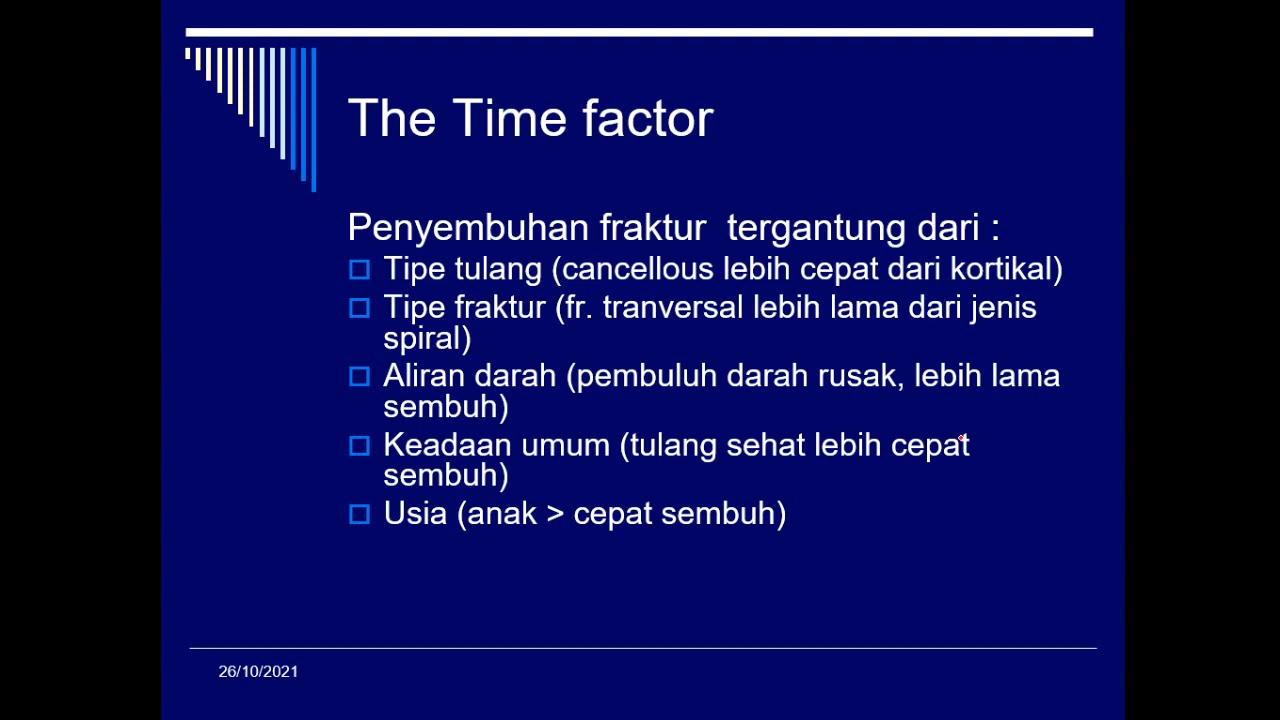 The Time factor
Penyembuhan fraktur tergantung dari :
Tipe tulang (cancellous lebih cepat dari kortikal)
Tipe fraktur (fr. tranversal lebih lama dari jenis
spiral)
Aliran darah (pembuluh darah rusak, lebih lama
sembuh)
Keadaan umum (tulang sehat lebih cepat
sembuh)
Usia (anak > cepat sembuh)
26/10/2021